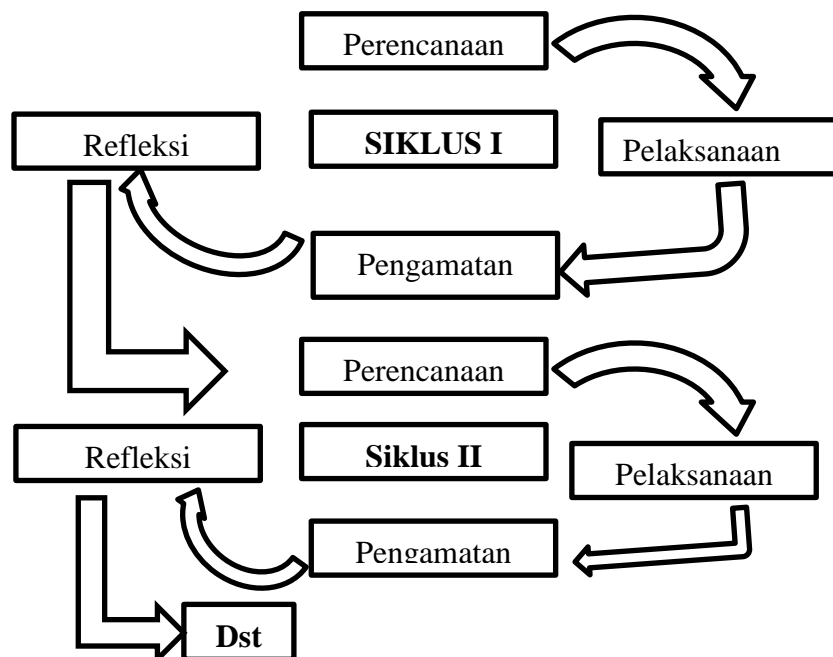 Perencanaan
Refleksi
SIKLUS I
Pelaksanaan
Pengamatan
Perencanaan
Refleksi
Siklus II
Pelaksanaan
Pengamatan
Dst